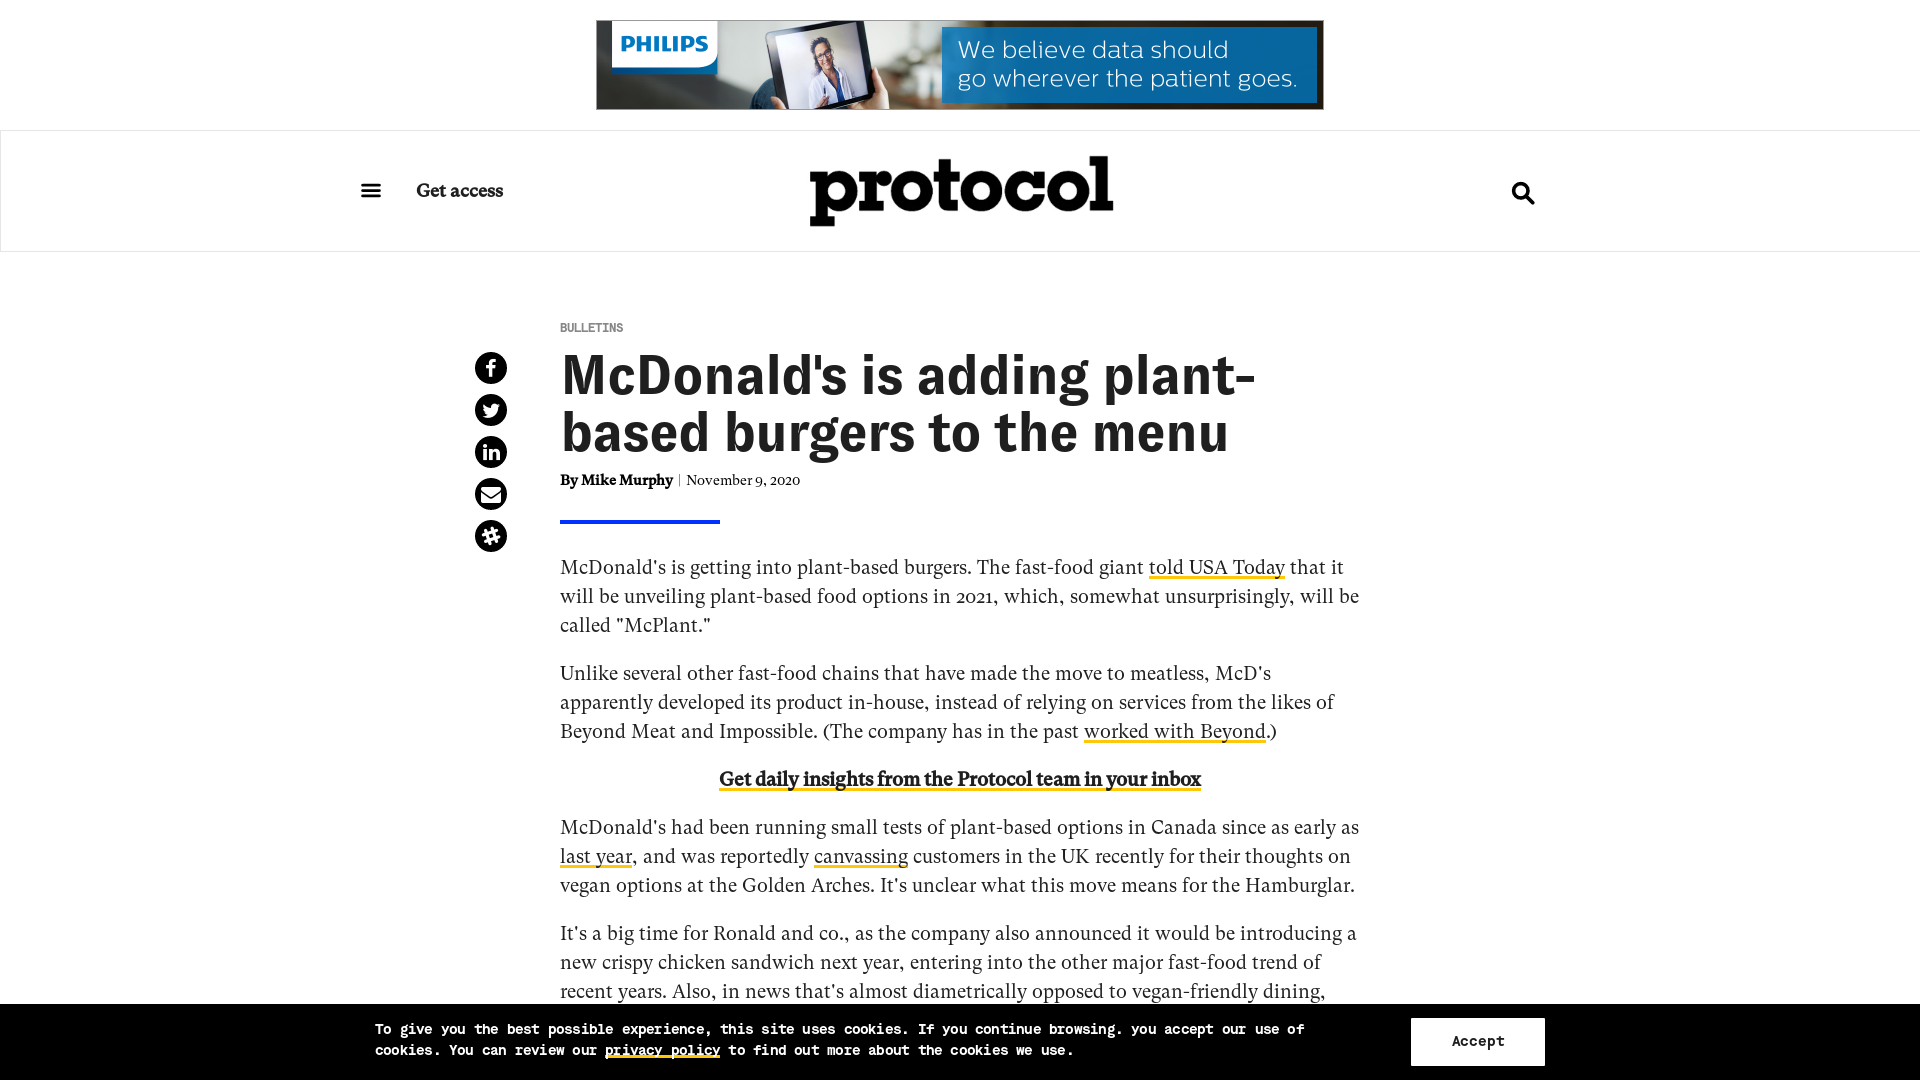 PHILIPS
We believe data should
go wherever the patient goes.
Get access
protocol
BULLETINS
McDonald's is adding plant-
based burgers to the menu
By Mike Murphy | November 9, 2020
McDonald's is getting into plant-based burgers. The fast-food giant told USA Today that it
will be unveiling plant-based food options in 2021, which, somewhat unsurprisingly, will be
called "McPlant."
Unlike several other fast-food chains that have made the move to meatless, McD's
apparently developed its product in-house, instead of relying on services from the likes of
Beyond Meat and Impossible. (The company has in the past worked with Beyond.)
Get daily insights from the Protocol team in your inbox
McDonald's had been running small tests of plant-based options in Canada since as early as
last year, and was reportedly canvassing customers in the UK recently for their thoughts on
vegan options at the Golden Arches. It's unclear what this move means for the Hamburglar.
It's a big time for Ronald and co., as the company also announced it would be introducing a
new crispy chicken sandwich next year, entering into the other major fast-food trend of
recent years. Also, in news that's almost diametrically opposed to vegan-friendly dining,
To give you the best possible experience, this site uses cookies. If you continue browsing. you accept our use of
cookies. You can review our privacy policy to find out more about the cookies we use.
Accept